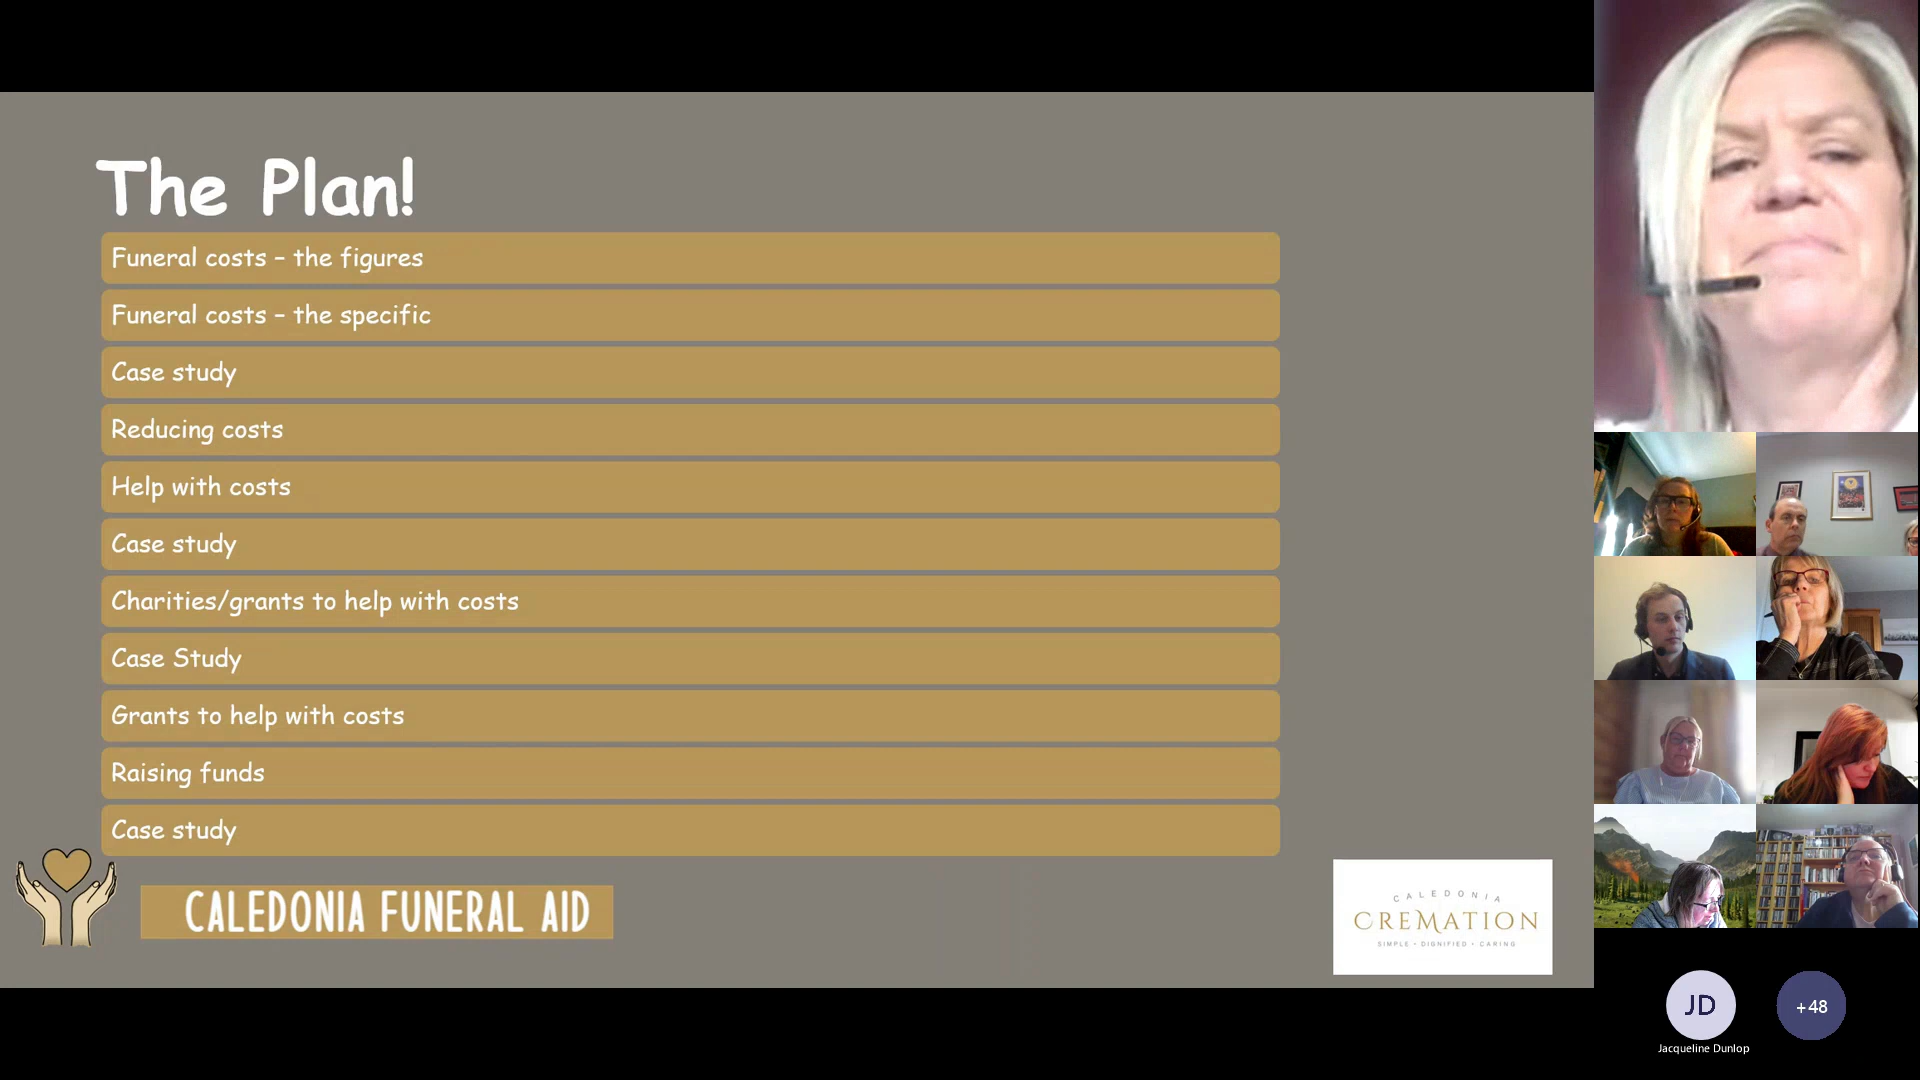 The Plan!
Funeral costs – the figures
Funeral costs – the specific
Case study
Reducing costs
Help with costs
Case study
Charities/grants to help with costs
Case Study
Grants to help with costs
Raising funds
Case study
CALEDONIA FUNERAL AID
CALEDONIA
CREMATION
SIMPLE • DIGNIFIED • CARING
JD
+48
Jacqueline Dunlop